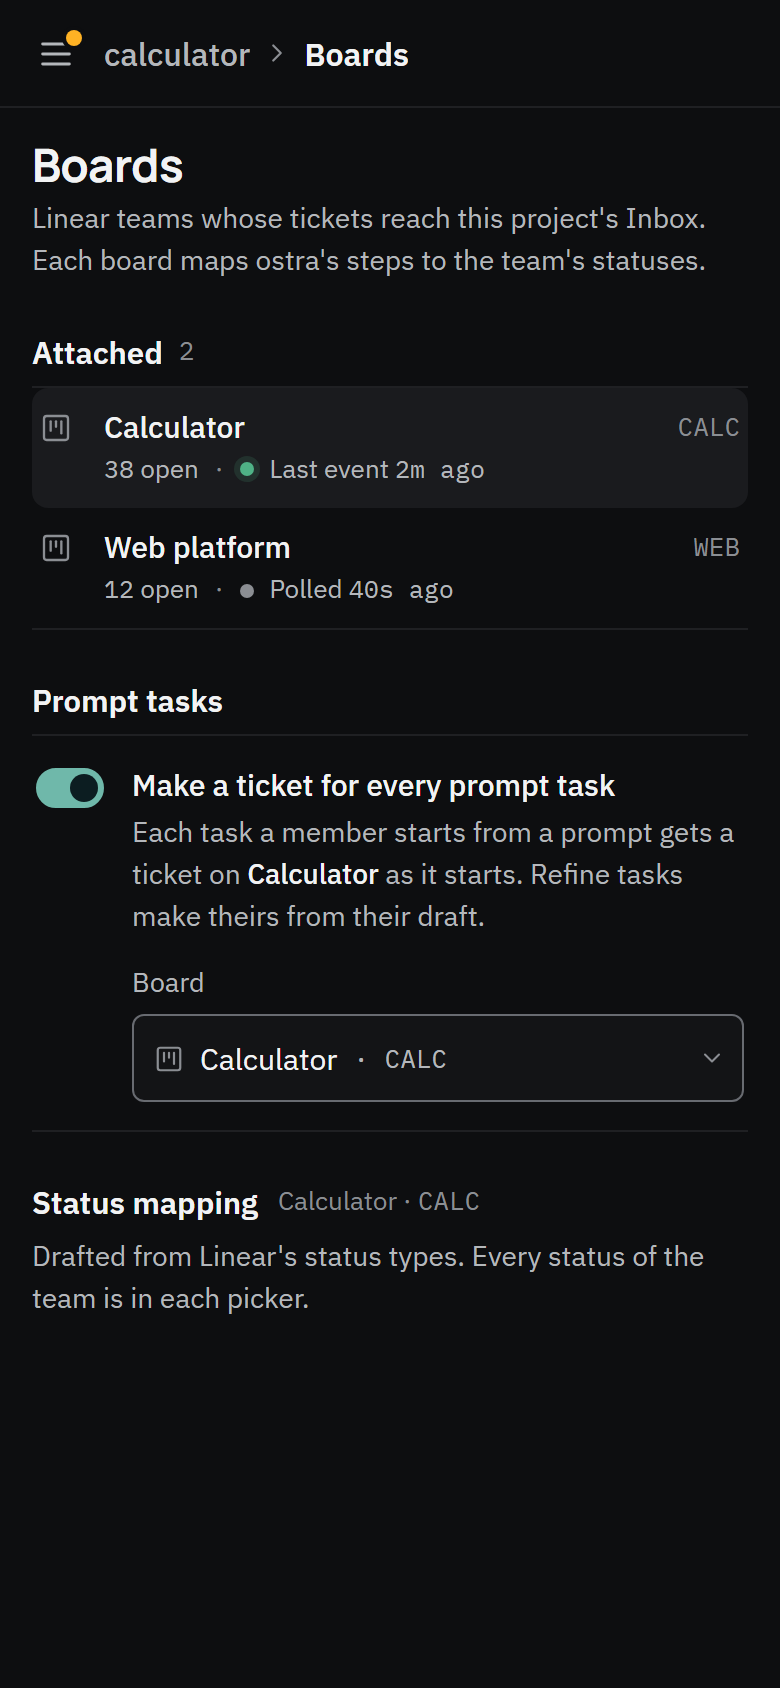 calculator > Boards
Boards
Linear teams whose tickets reach this project's Inbox.
Each board maps ostra's steps to the team's statuses.
Attached 2
Calculator CALC
38 open · Last event 2m ago
Web platform WEB
12 open · Polled 40s ago
Prompt tasks
Make a ticket for every prompt task
Each task a member starts from a prompt gets a
ticket on Calculator as it starts. Refine tasks
make theirs from their draft.
Board
Calculator · CALC
Status mapping Calculator · CALC
Drafted from Linear's status types. Every status of the
team is in each picker.